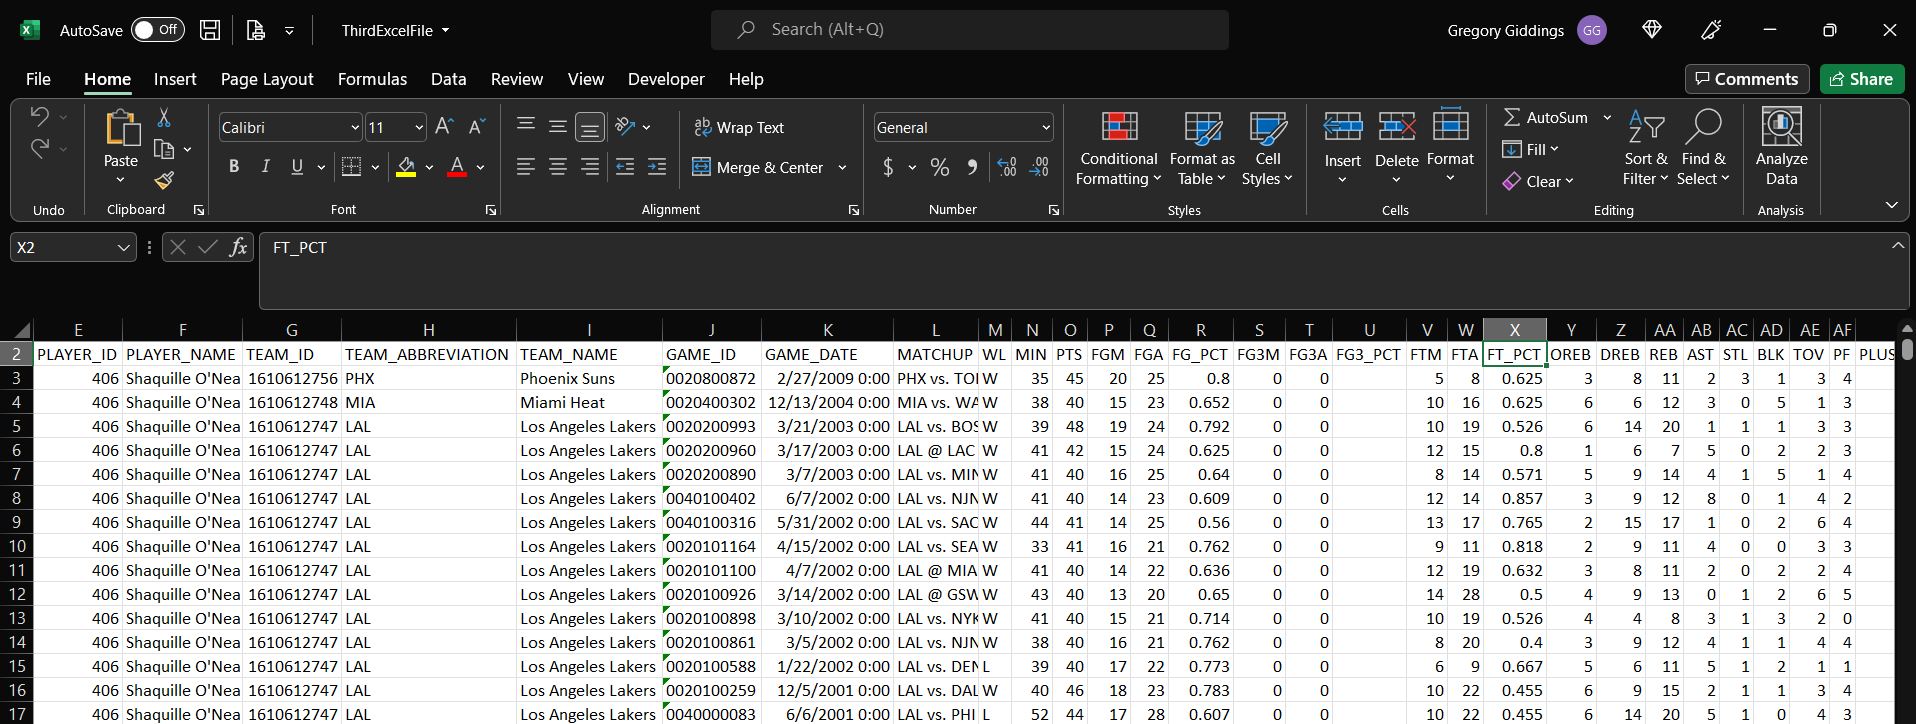 AutoSave Off ThirdExcelFile Search (Alt+Q) Gregory Giddings GG
File Home Insert Page Layout Formulas Data Review View Developer Help Comments Share
Undo
Paste
Clipboard
Calibri 11
B I U A
Font
ab Wrap Text
Merge & Center
Alignment
General
$ % 9 .00 .00
Number
Conditional Formatting
Format as Table
Cell Styles
Styles
Insert Delete Format
Cells
AutoSum
Fill
Clear
Sort & Filter
Find & Select
Editing
Analyze Data
Analysis
X2 fx FT_PCT
E F G H I J K L M N O P Q R S T U V W X Y Z AA AB AC AD AE AF
2 PLAYER_ID PLAYER_NAME TEAM_ID TEAM_ABBREVIATION TEAM_NAME GAME_ID GAME_DATE MATCHUP WL MIN PTS FGM FGA FG_PCT FG3M FG3A FG3_PCT FTM FTA FT_PCT OREB DREB REB AST STL BLK TOV PF PLUS
3 406 Shaquille O'Nea 1610612756 PHX Phoenix Suns 0020800872 2/27/2009 0:00 PHX vs. TOI W 35 45 20 25 0.8 0 0 5 8 0.625 3 8 11 2 3 1 3 4
4 406 Shaquille O'Nea 1610612748 MIA Miami Heat 0020400302 12/13/2004 0:00 MIA vs. WA W 38 40 15 23 0.652 0 0 10 16 0.625 6 6 12 3 0 5 1 3
5 406 Shaquille O'Nea 1610612747 LAL Los Angeles Lakers 0020200993 3/21/2003 0:00 LAL vs. BOS W 39 48 19 24 0.792 0 0 10 19 0.526 6 14 20 1 1 1 3 3
6 406 Shaquille O'Nea 1610612747 LAL Los Angeles Lakers 0020200960 3/17/2003 0:00 LAL @ LAC W 41 42 15 24 0.625 0 0 12 15 0.8 1 6 7 5 0 2 2 3
7 406 Shaquille O'Nea 1610612747 LAL Los Angeles Lakers 0020200890 3/7/2003 0:00 LAL vs. MIN W 41 40 16 25 0.64 0 0 8 14 0.571 5 9 14 4 1 5 1 4
8 406 Shaquille O'Nea 1610612747 LAL Los Angeles Lakers 0040100402 6/7/2002 0:00 LAL vs. NJN W 41 40 14 23 0.609 0 0 12 14 0.857 3 9 12 8 0 1 4 2
9 406 Shaquille O'Nea 1610612747 LAL Los Angeles Lakers 0040100316 5/31/2002 0:00 LAL vs. SAC W 44 41 14 25 0.56 0 0 13 17 0.765 2 15 17 1 0 2 6 4
10 406 Shaquille O'Nea 1610612747 LAL Los Angeles Lakers 0020101164 4/15/2002 0:00 LAL vs. SEA W 33 41 16 21 0.762 0 0 9 11 0.818 2 9 11 4 0 0 3 3
11 406 Shaquille O'Nea 1610612747 LAL Los Angeles Lakers 0020101100 4/7/2002 0:00 LAL @ MIA W 41 40 14 22 0.636 0 0 12 19 0.632 3 8 11 2 0 2 2 4
12 406 Shaquille O'Nea 1610612747 LAL Los Angeles Lakers 0020100926 3/14/2002 0:00 LAL @ GSW W 43 40 13 20 0.65 0 0 14 28 0.5 4 9 13 0 1 2 6 5
13 406 Shaquille O'Nea 1610612747 LAL Los Angeles Lakers 0020100898 3/10/2002 0:00 LAL vs. NYK W 41 40 15 21 0.714 0 0 10 19 0.526 4 4 8 3 1 3 2 0
14 406 Shaquille O'Nea 1610612747 LAL Los Angeles Lakers 0020100861 3/5/2002 0:00 LAL vs. NJN W 38 40 16 21 0.762 0 0 8 20 0.4 3 9 12 4 1 1 4 4
15 406 Shaquille O'Nea 1610612747 LAL Los Angeles Lakers 0020100588 1/22/2002 0:00 LAL vs. DEN L 39 40 17 22 0.773 0 0 6 9 0.667 5 6 11 5 1 2 1 1
16 406 Shaquille O'Nea 1610612747 LAL Los Angeles Lakers 0020100259 12/5/2001 0:00 LAL vs. DAL W 40 46 18 23 0.783 0 0 10 22 0.455 6 9 15 2 1 1 3 4
17 406 Shaquille O'Nea 1610612747 LAL Los Angeles Lakers 0040000083 6/6/2001 0:00 LAL vs. PHI L 52 44 17 28 0.607 0 0 10 22 0.455 6 14 20 5 1 0 4 3